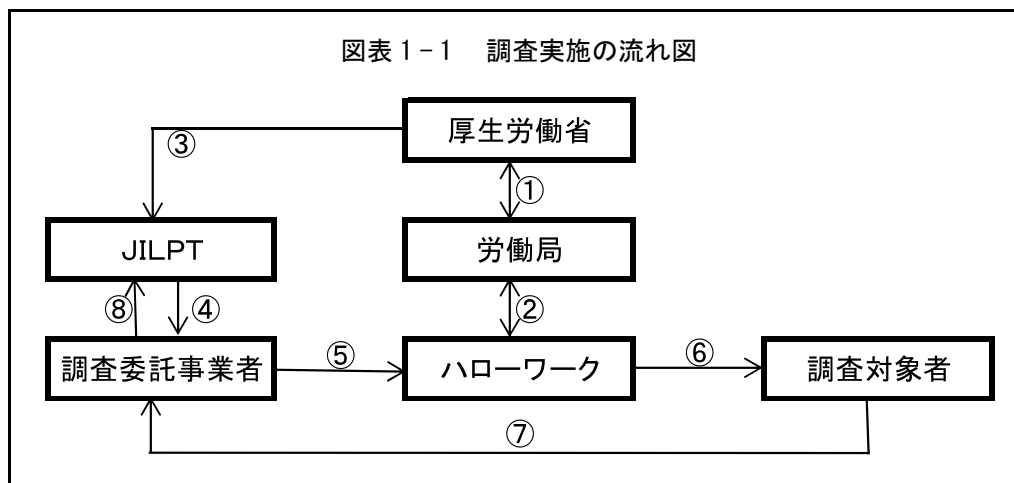 図表1-1　調査実施の流れ図
厚生労働省
③
①
JILPT
労働局
⑧
④
②
調査委託事業者
⑤
ハローワーク
⑥
調査対象者
⑦